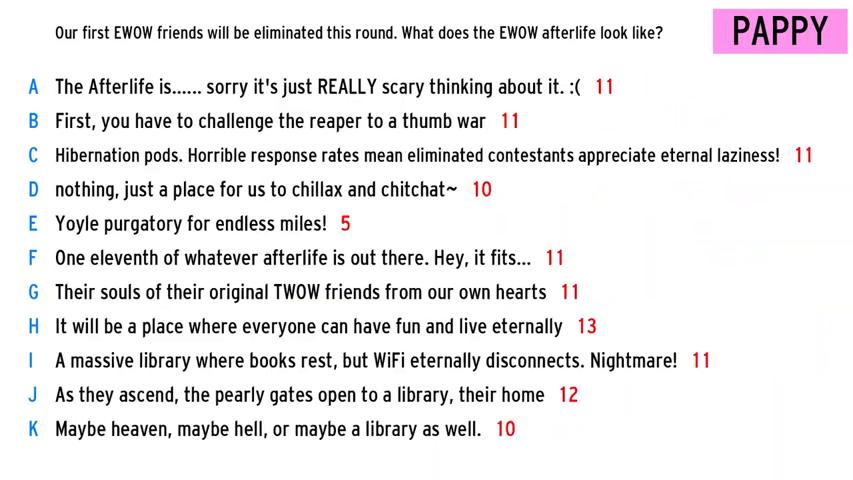 Our first EWOW friends will be eliminated this round. What does the EWOW afterlife look like?
PAPPY
A The Afterlife is...... sorry it's just REALLY scary thinking about it. :( 11
B First, you have to challenge the reaper to a thumb war 11
C Hibernation pods. Horrible response rates mean eliminated contestants appreciate eternal laziness! 11
D nothing, just a place for us to chillax and chitchat~ 10
E Yoyle purgatory for endless miles! 5
F One eleventh of whatever afterlife is out there. Hey, it fits... 11
G Their souls of their original TWOW friends from our own hearts 11
H It will be a place where everyone can have fun and live eternally 13
I A massive library where books rest, but WiFi eternally disconnects. Nightmare! 11
J As they ascend, the pearly gates open to a library, their home 12
K Maybe heaven, maybe hell, or maybe a library as well. 10